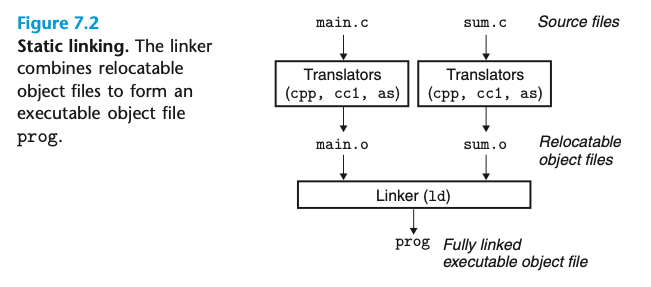 Figure 7.2
Static linking. The linker
combines relocatable
object files to form an
executable object file
prog.
main.c
sum.c
Source files
Translators
(cpp, cc1, as)
Translators
(cpp, cc1, as)
main.o
sum.o
Relocatable
object files
Linker (ld)
prog
Fully linked
executable object file